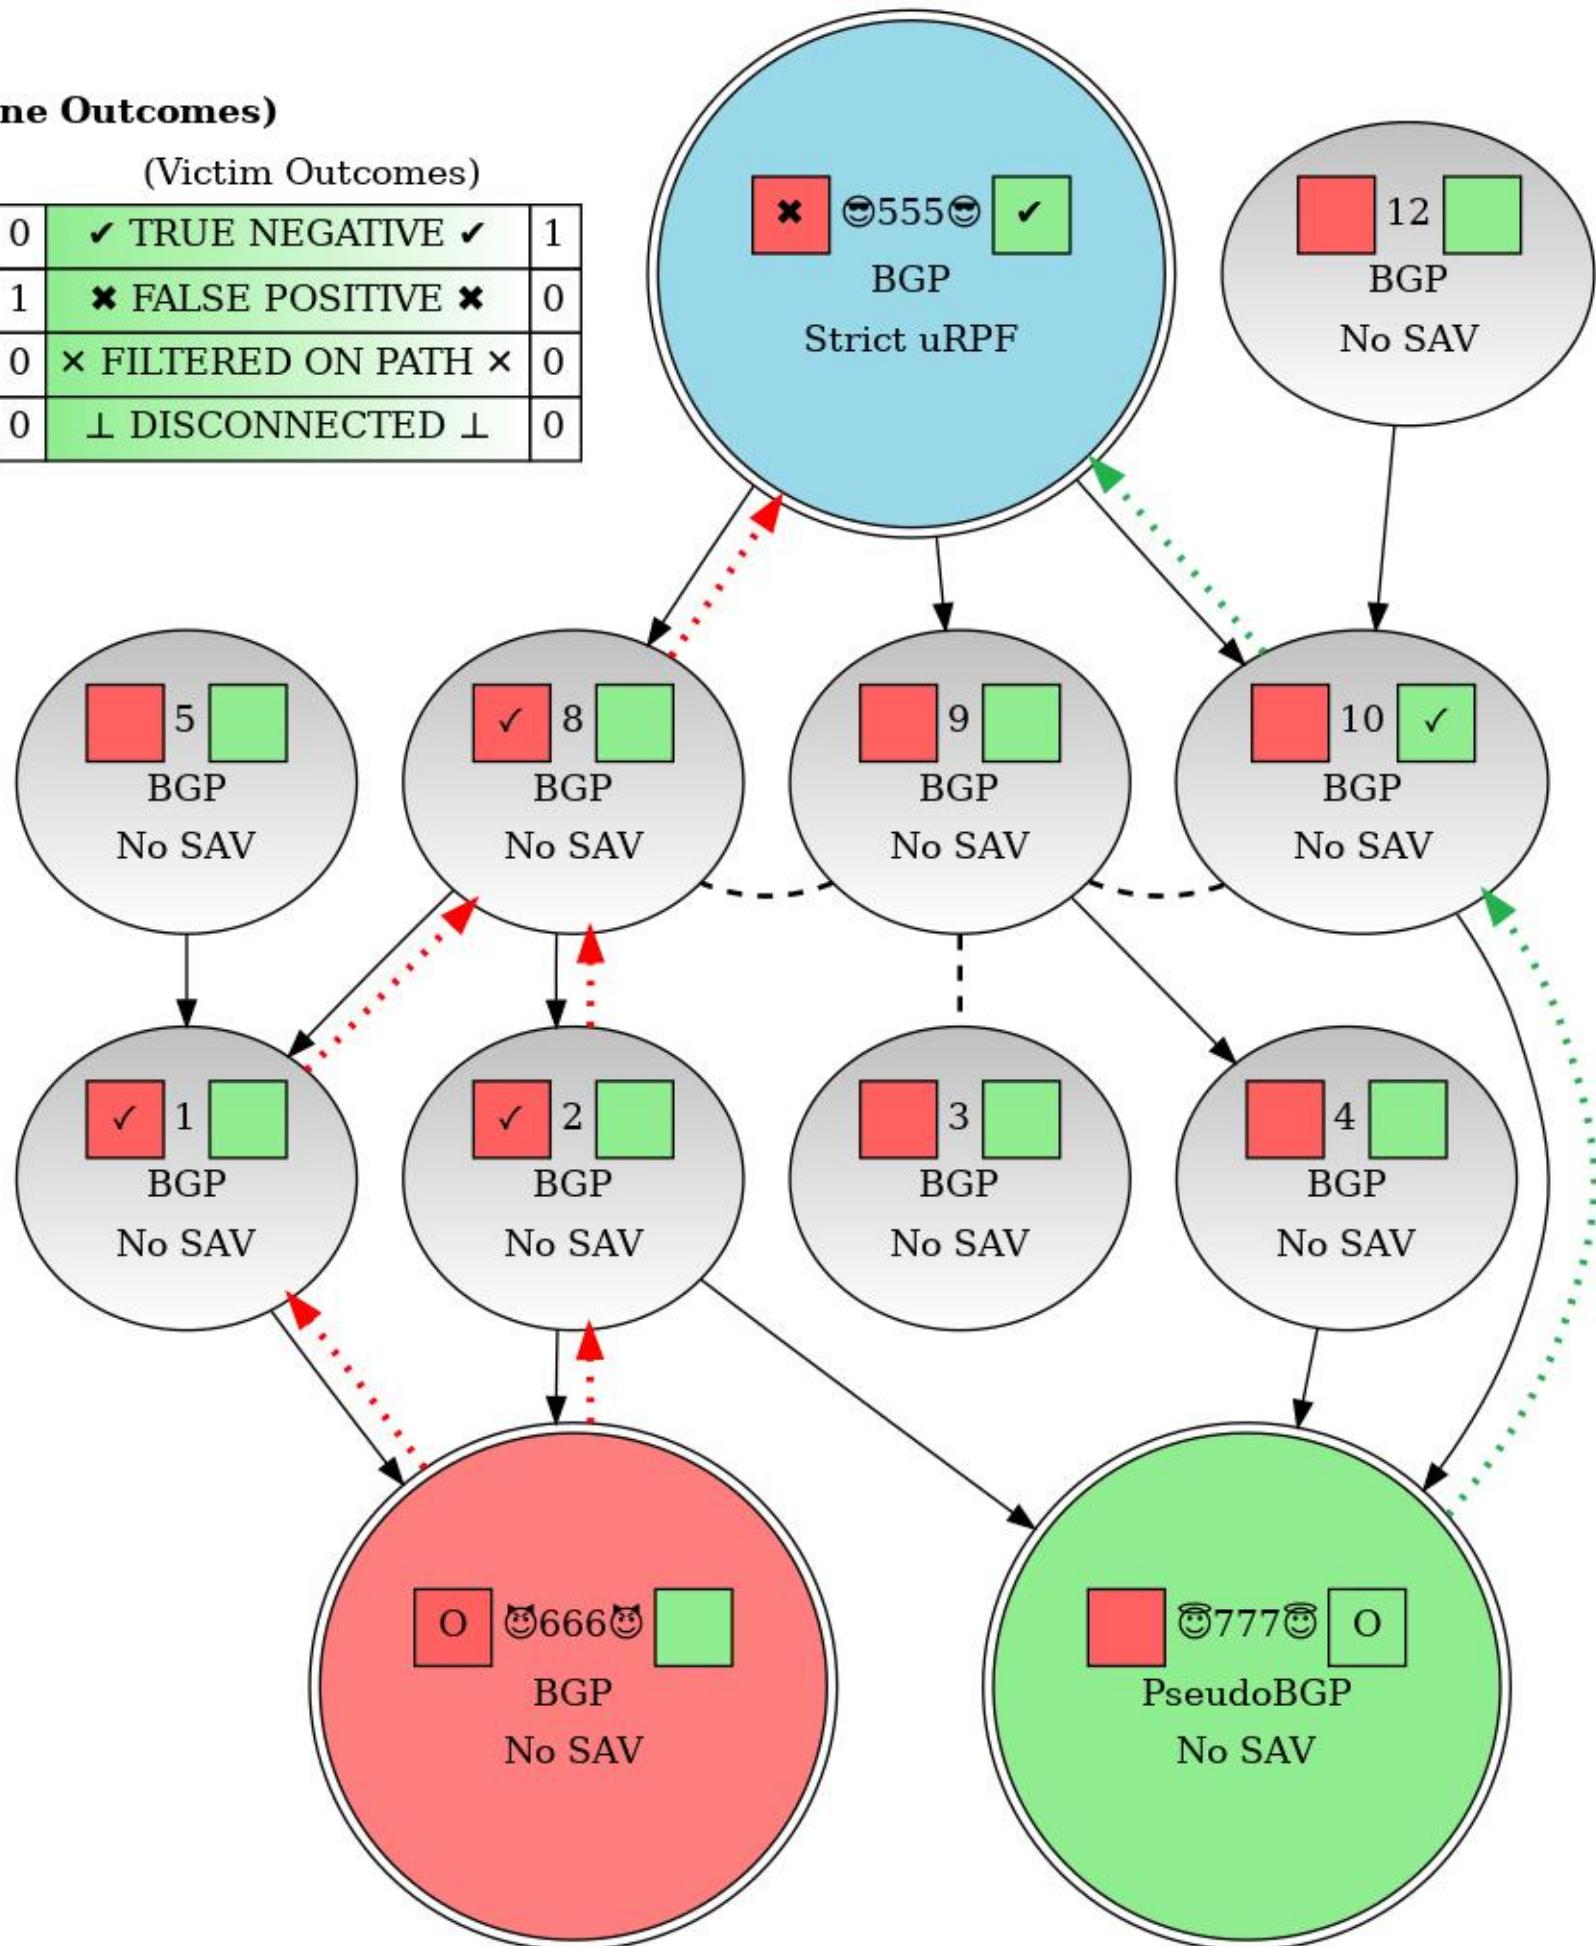 ne Outcomes)
(Victim Outcomes)
0 ✔ TRUE NEGATIVE ✔ 1
1 ✖ FALSE POSITIVE ✖ 0
0 ✕ FILTERED ON PATH ✕ 0
0 ⊥ DISCONNECTED ⊥ 0
✖ 😎555😎 ✔
BGP
Strict uRPF
12
BGP
No SAV
5
BGP
No SAV
✓ 8
BGP
No SAV
9
BGP
No SAV
10 ✓
BGP
No SAV
✓ 1
BGP
No SAV
✓ 2
BGP
No SAV
3
BGP
No SAV
4
BGP
No SAV
O 😈666😈
BGP
No SAV
😇777😇 O
PseudoBGP
No SAV